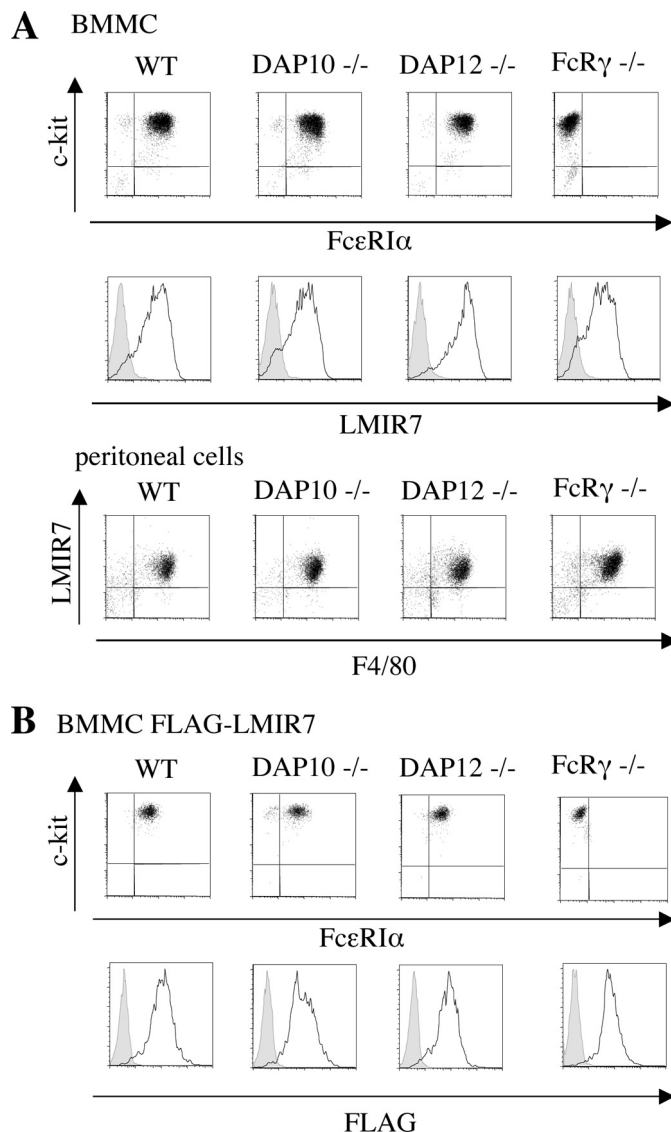 A BMMC
WT DAP10 -/- DAP12 -/- FcRγ -/-
c-kit
FcεRIα
LMIR7
peritoneal cells
WT DAP10 -/- DAP12 -/- FcRγ -/-
LMIR7
F4/80
B BMMC FLAG-LMIR7
WT DAP10 -/- DAP12 -/- FcRγ -/-
c-kit
FcεRIα
FLAG